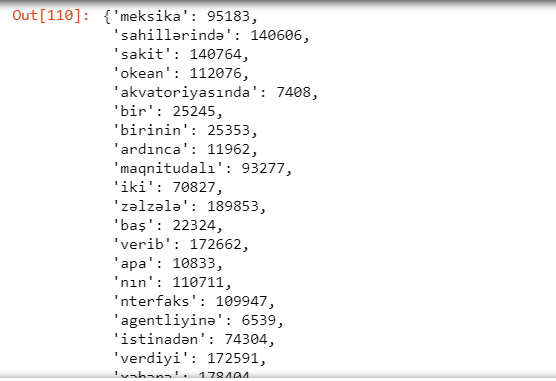 Out[110]: {'meksika': 95183,
'sahillərində': 140606,
'sakit': 140764,
'okean': 112076,
'akvatoriyasında': 7408,
'bir': 25245,
'birinin': 25353,
'ardınca': 11962,
'maqnitudalı': 93277,
'iki': 70827,
'zəlzələ': 189853,
'baş': 22324,
'verib': 172662,
'apa': 10833,
'nın': 110711,
'nterfaks': 109947,
'agentliyinə': 6539,
'istinadən': 74304,
'verdiyi': 172591,
'xəbərə': 178404